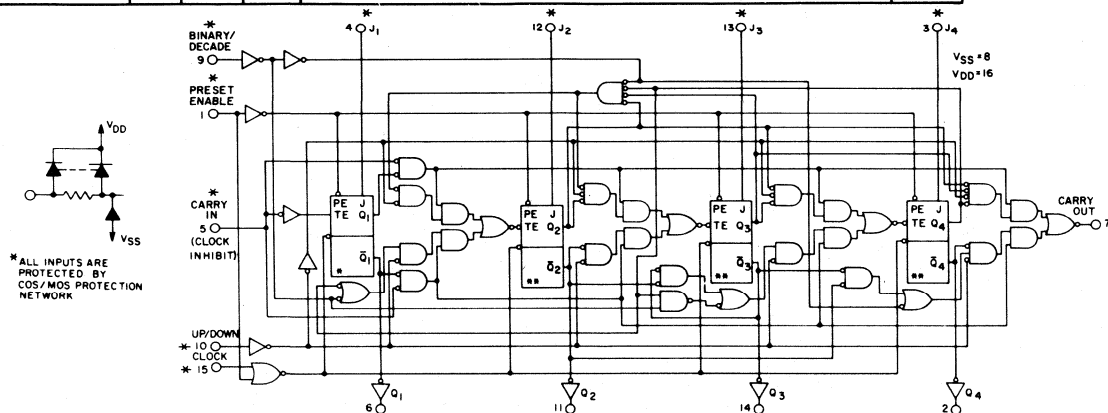 * * * *
4 J1 12 J2 13 J3 3 J4
BINARY/
DECADE
9
VSS=8
VDD=16
*
PRESET
ENABLE
1
VDD
VSS
* ALL INPUTS ARE
PROTECTED BY
COS/MOS PROTECTION
NETWORK
*
CARRY
IN
5
(CLOCK
INHIBIT)
PE J
TE Q1
Q̅1
*
PE J
TE Q2
Q̅2
**
PE J
TE Q3
Q̅3
**
PE J
TE Q4
Q̅4
**
CARRY
OUT
7
UP/DOWN
* 10
CLOCK
* 15
Q1 Q2 Q3 Q4
6 11 14 2